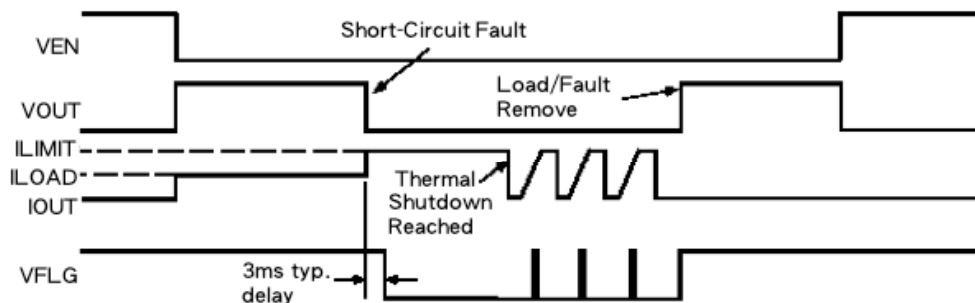 VEN
Short-Circuit Fault
VOUT
Load/Fault
Remove
ILIMIT
ILOAD
IOUT
Thermal
Shutdown
Reached
VFLG
3ms typ.
delay